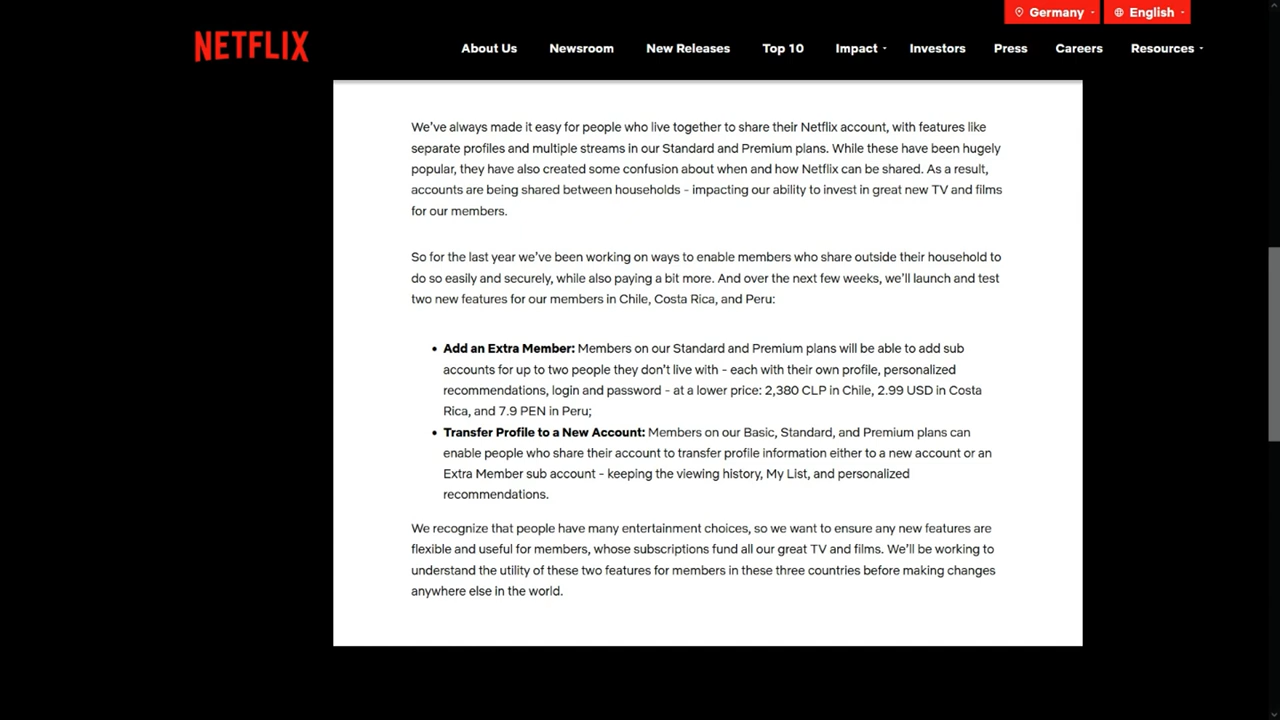 Germany
English
NETFLIX
About Us Newsroom New Releases Top 10 Impact Investors Press Careers Resources
We've always made it easy for people who live together to share their Netflix account, with features like
separate profiles and multiple streams in our Standard and Premium plans. While these have been hugely
popular, they have also created some confusion about when and how Netflix can be shared. As a result,
accounts are being shared between households - impacting our ability to invest in great new TV and films
for our members.
So for the last year we've been working on ways to enable members who share outside their household to
do so easily and securely, while also paying a bit more. And over the next few weeks, we'll launch and test
two new features for our members in Chile, Costa Rica, and Peru:
• Add an Extra Member: Members on our Standard and Premium plans will be able to add sub
accounts for up to two people they don't live with - each with their own profile, personalized
recommendations, login and password - at a lower price: 2,380 CLP in Chile, 2.99 USD in Costa
Rica, and 7.9 PEN in Peru;
• Transfer Profile to a New Account: Members on our Basic, Standard, and Premium plans can
enable people who share their account to transfer profile information either to a new account or an
Extra Member sub account - keeping the viewing history, My List, and personalized
recommendations.
We recognize that people have many entertainment choices, so we want to ensure any new features are
flexible and useful for members, whose subscriptions fund all our great TV and films. We'll be working to
understand the utility of these two features for members in these three countries before making changes
anywhere else in the world.